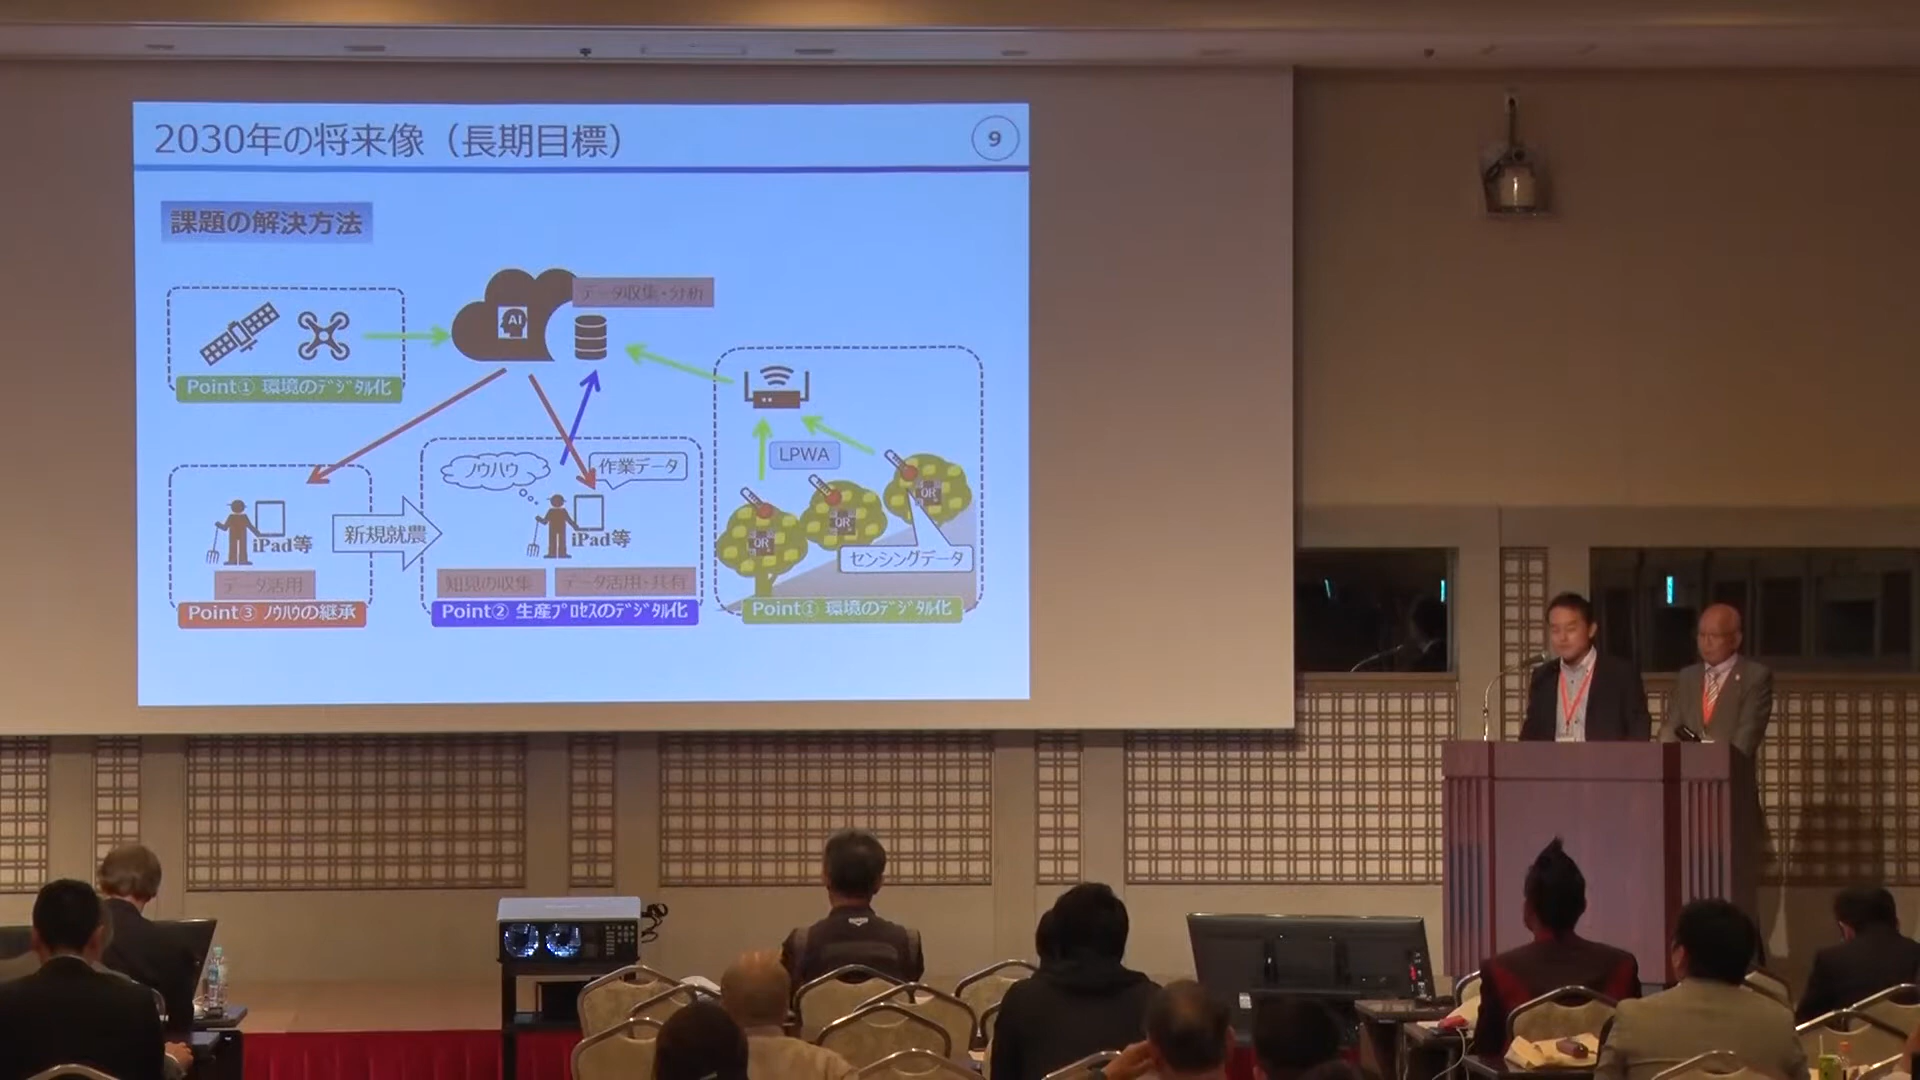 2030年の将来像（長期目標）
9
課題の解決方法
データ収集・分析
AI
Point① 環境のデジタル化
LPWA
ノウハウ
作業データ
QR
QR
QR
iPad等
新規就農
iPad等
センシングデータ
データ活用
知見の収集
データ活用・共有
Point③ ノウハウの継承
Point② 生産プロセスのデジタル化
Point① 環境のデジタル化